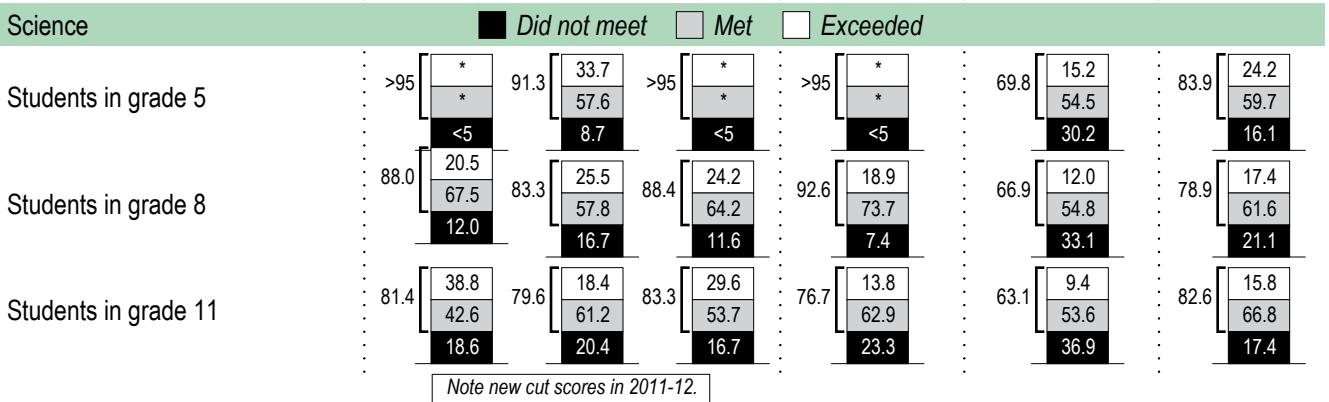 Science Did not meet Met Exceeded
Students in grade 5
>95 * * <5
91.3 33.7 57.6 8.7
>95 * * <5
>95 * * <5
69.8 15.2 54.5 30.2
83.9 24.2 59.7 16.1
Students in grade 8
88.0 20.5 67.5 12.0
83.3 25.5 57.8 16.7
88.4 24.2 64.2 11.6
92.6 18.9 73.7 7.4
66.9 12.0 54.8 33.1
78.9 17.4 61.6 21.1
Students in grade 11
81.4 38.8 42.6 18.6
79.6 18.4 61.2 20.4
83.3 29.6 53.7 16.7
76.7 13.8 62.9 23.3
63.1 9.4 53.6 36.9
82.6 15.8 66.8 17.4
Note new cut scores in 2011-12.